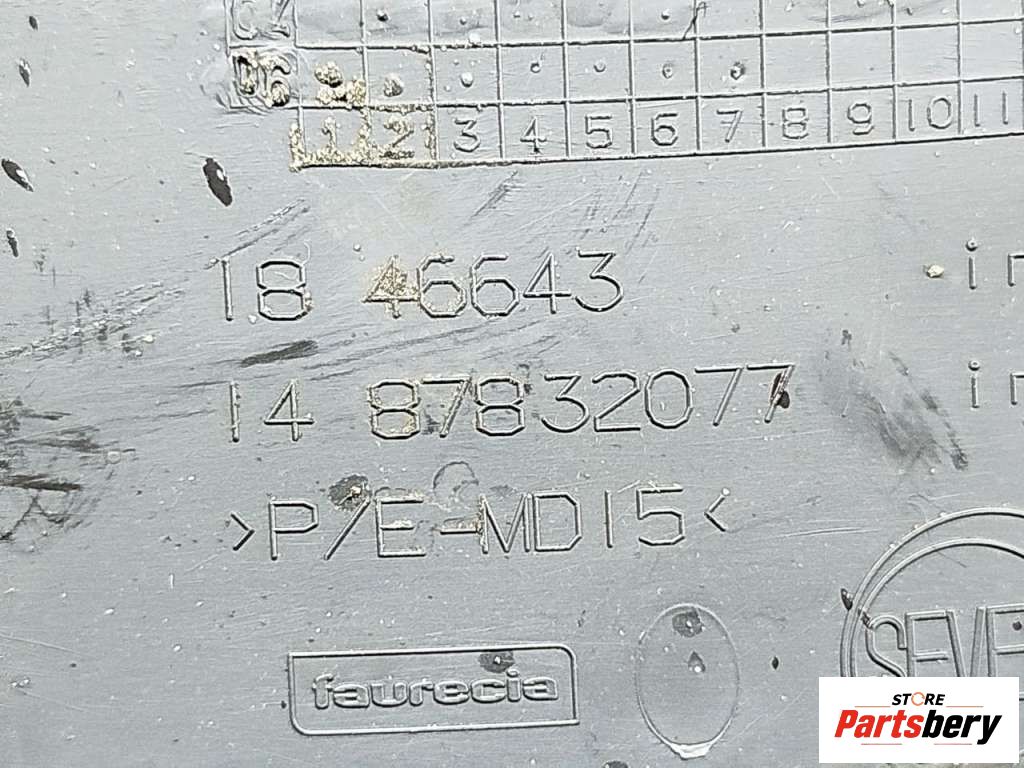 06
1 2 3 4 5 6 7 8 9 10 11
18 46643
14 87832077
>P/E-MD15<
faurecia
STORE
Partsbery